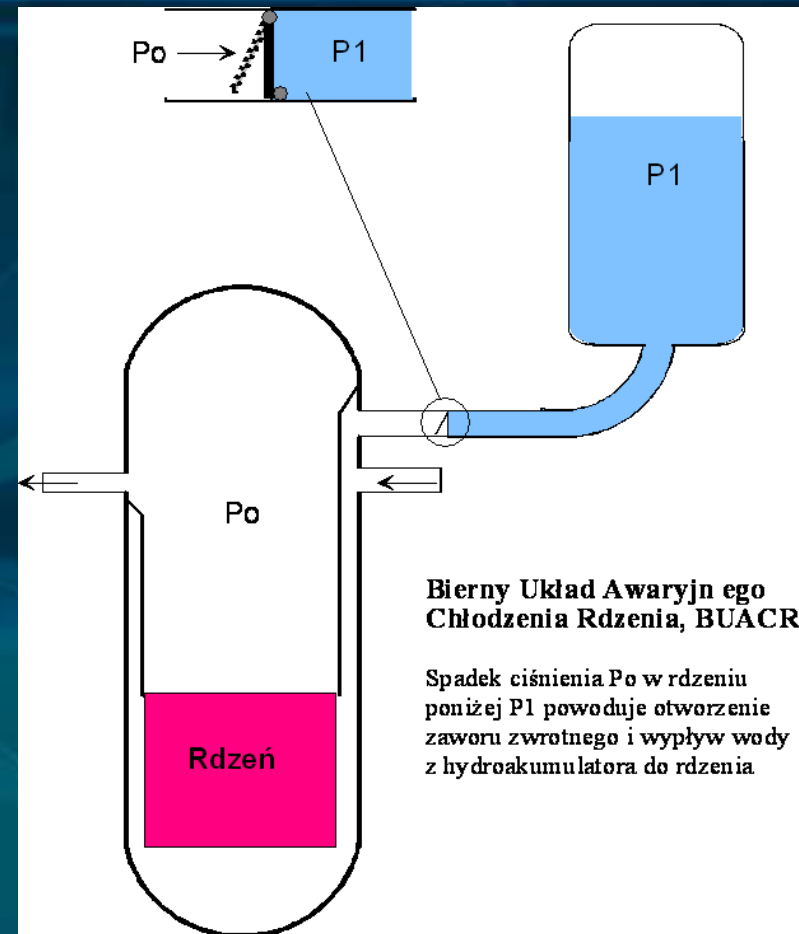 Po
P1
P1
Po
Bierny Układ Awaryjn ego
Chłodzenia Rdzenia, BUACR
Spadek ciśnienia Po w rdzeniu
poniżej P1 powoduje otworzenie
zaworu zwrotnego i wypływ wody
z hydroakumulatora do rdzenia
Rdzeń